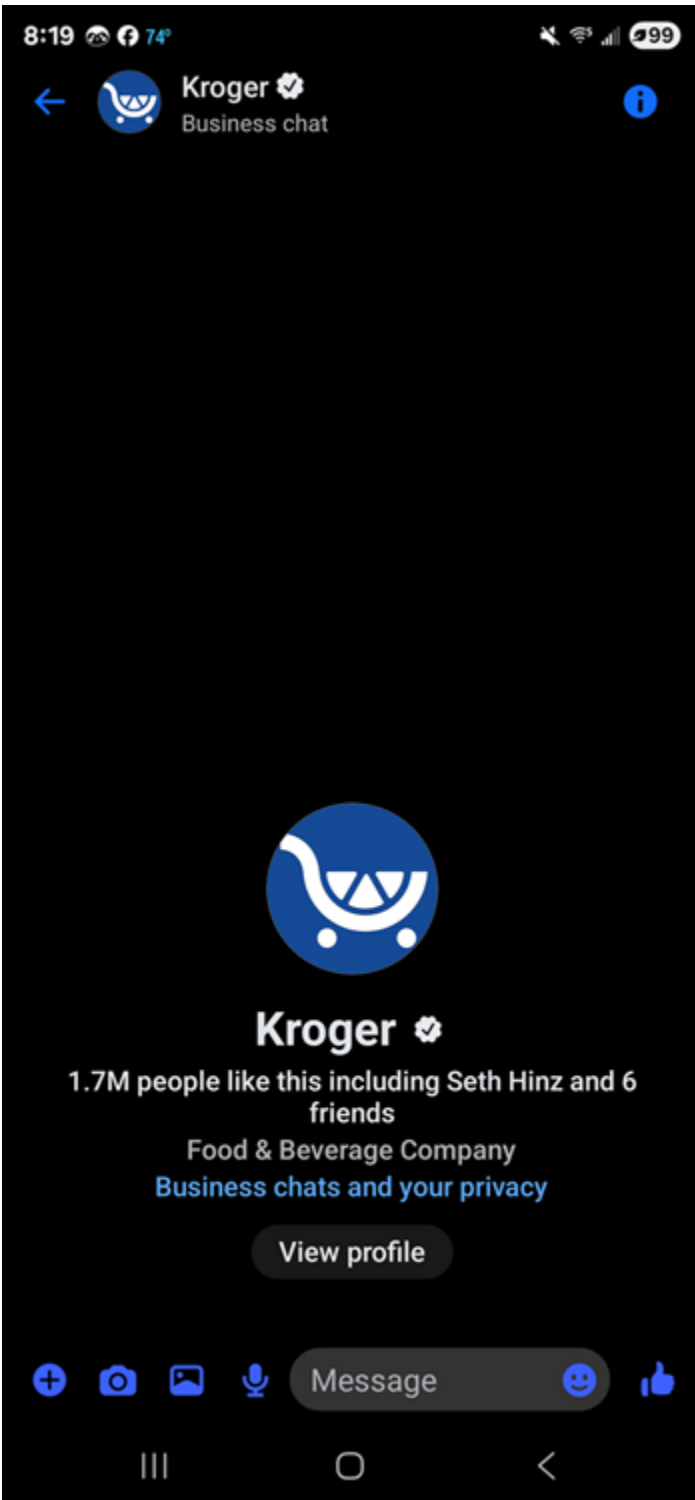 8:19 74° 99
Kroger
Business chat
Kroger
1.7M people like this including Seth Hinz and 6
friends
Food & Beverage Company
Business chats and your privacy
View profile
Message